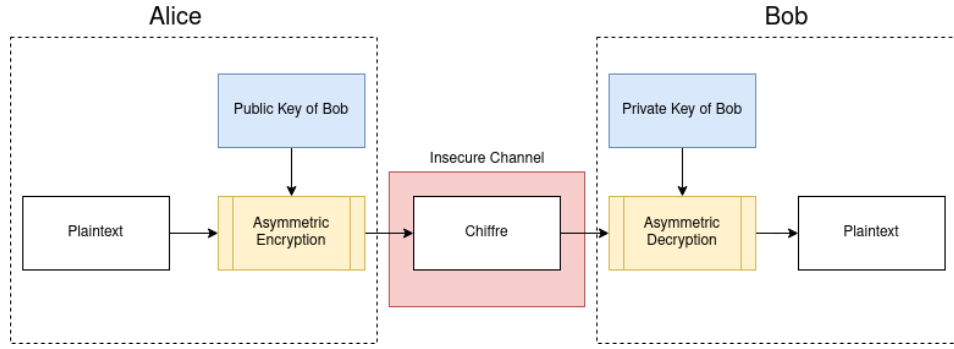 Alice
Bob
Public Key of Bob
Private Key of Bob
Insecure Channel
Plaintext
Asymmetric
Encryption
Chiffre
Asymmetric
Decryption
Plaintext